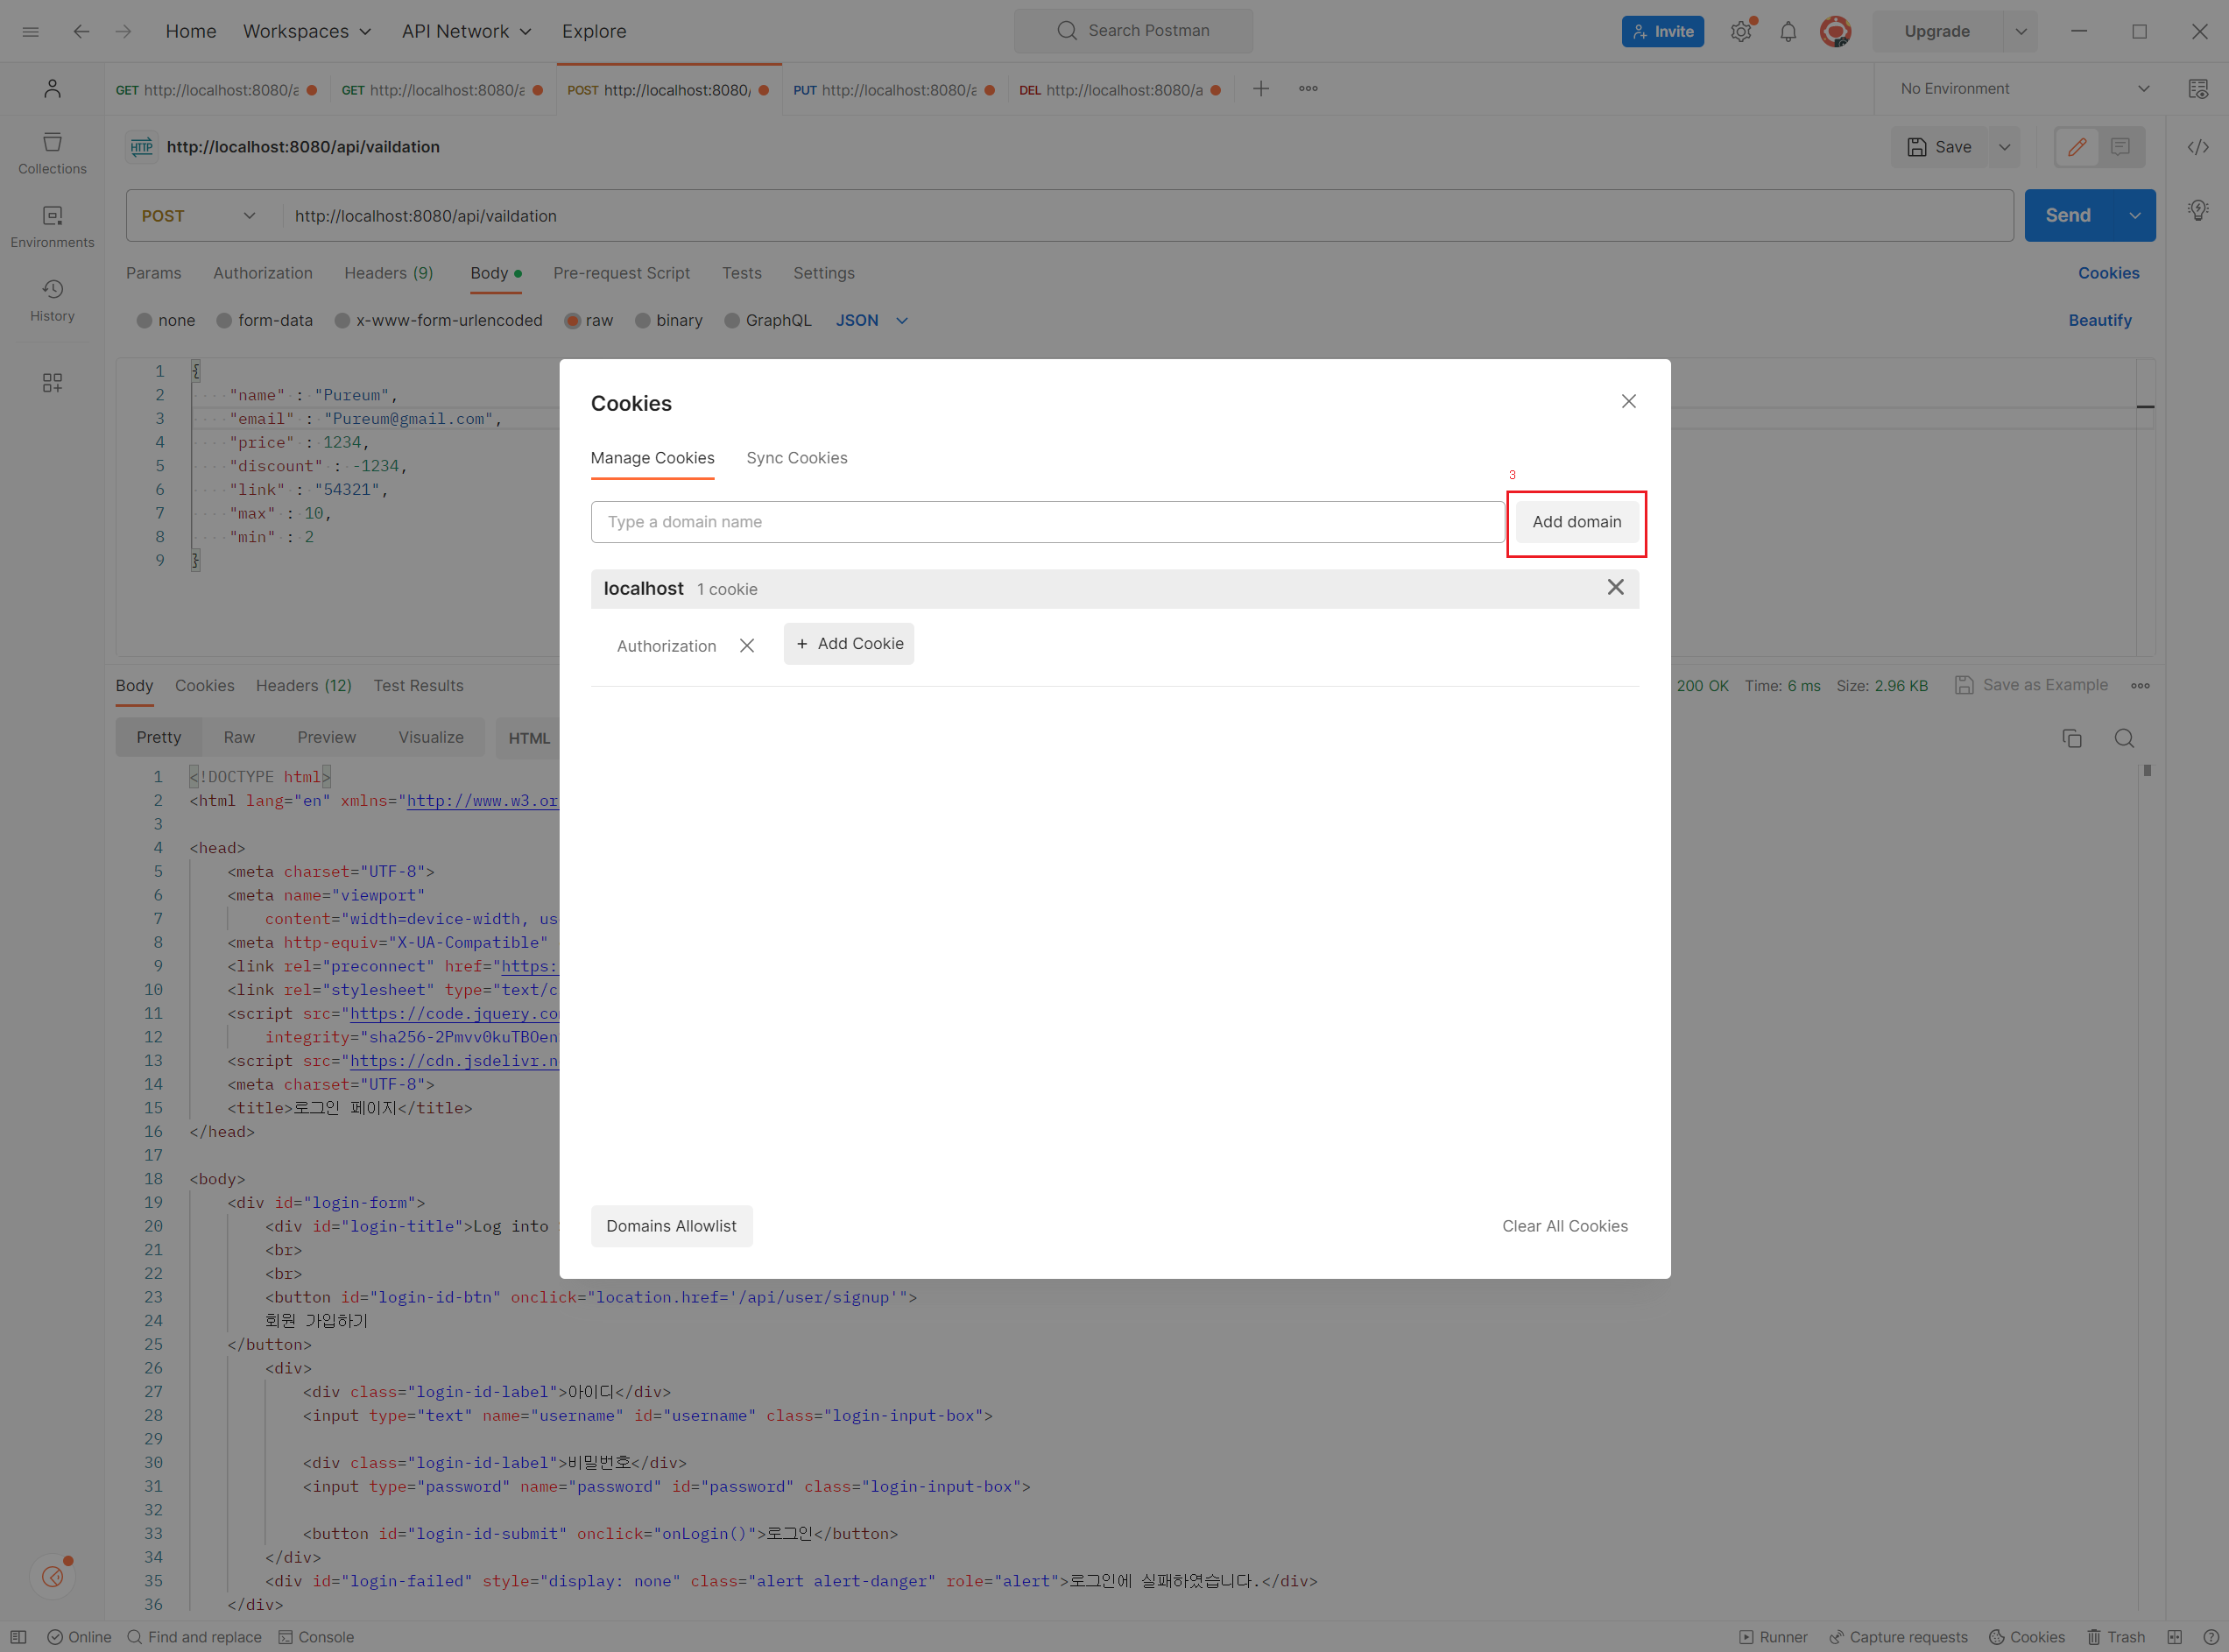 Home Workspaces API Network Explore Search Postman Invite Upgrade
GET http://localhost:8080/a GET http://localhost:8080/a POST http://localhost:8080/ PUT http://localhost:8080/a DEL http://localhost:8080/a No Environment
HTTP http://localhost:8080/api/vaildation Save
Collections
POST http://localhost:8080/api/vaildation Send
Environments
Params Authorization Headers (9) Body Pre-request Script Tests Settings Cookies
History
none form-data x-www-form-urlencoded raw binary GraphQL JSON Beautify
1 {
2 "name" : "Pureum",
3 "email" : "Pureum@gmail.com",
4 "price" : 1234,
5 "discount" : -1234,
6 "link" : "54321",
7 "max" : 10,
8 "min" : 2
9 }
Cookies
Manage Cookies Sync Cookies
3
Type a domain name Add domain
localhost 1 cookie
Authorization + Add Cookie
Domains Allowlist Clear All Cookies
Body Cookies Headers (12) Test Results 200 OK Time: 6 ms Size: 2.96 KB Save as Example
Pretty Raw Preview Visualize HTML
1 <!DOCTYPE html>
2 <html lang="en" xmlns="http://www.w3.or
3
4 <head>
5 <meta charset="UTF-8">
6 <meta name="viewport"
7 content="width=device-width, us
8 <meta http-equiv="X-UA-Compatible"
9 <link rel="preconnect" href="https:
10 <link rel="stylesheet" type="text/c
11 <script src="https://code.jquery.co
12 integrity="sha256-2Pmvv0kuTBOen
13 <script src="https://cdn.jsdelivr.n
14 <meta charset="UTF-8">
15 <title>로그인 페이지</title>
16 </head>
17
18 <body>
19 <div id="login-form">
20 <div id="login-title">Log into
21 <br>
22 <br>
23 <button id="login-id-btn" onclick="location.href='/api/user/signup'">
24 회원 가입하기
25 </button>
26 <div>
27 <div class="login-id-label">아이디</div>
28 <input type="text" name="username" id="username" class="login-input-box">
29
30 <div class="login-id-label">비밀번호</div>
31 <input type="password" name="password" id="password" class="login-input-box">
32
33 <button id="login-id-submit" onclick="onLogin()">로그인</button>
34 </div>
35 <div id="login-failed" style="display: none" class="alert alert-danger" role="alert">로그인에 실패하였습니다.</div>
36 </div>
Online Find and replace Console Runner Capture requests Cookies Trash